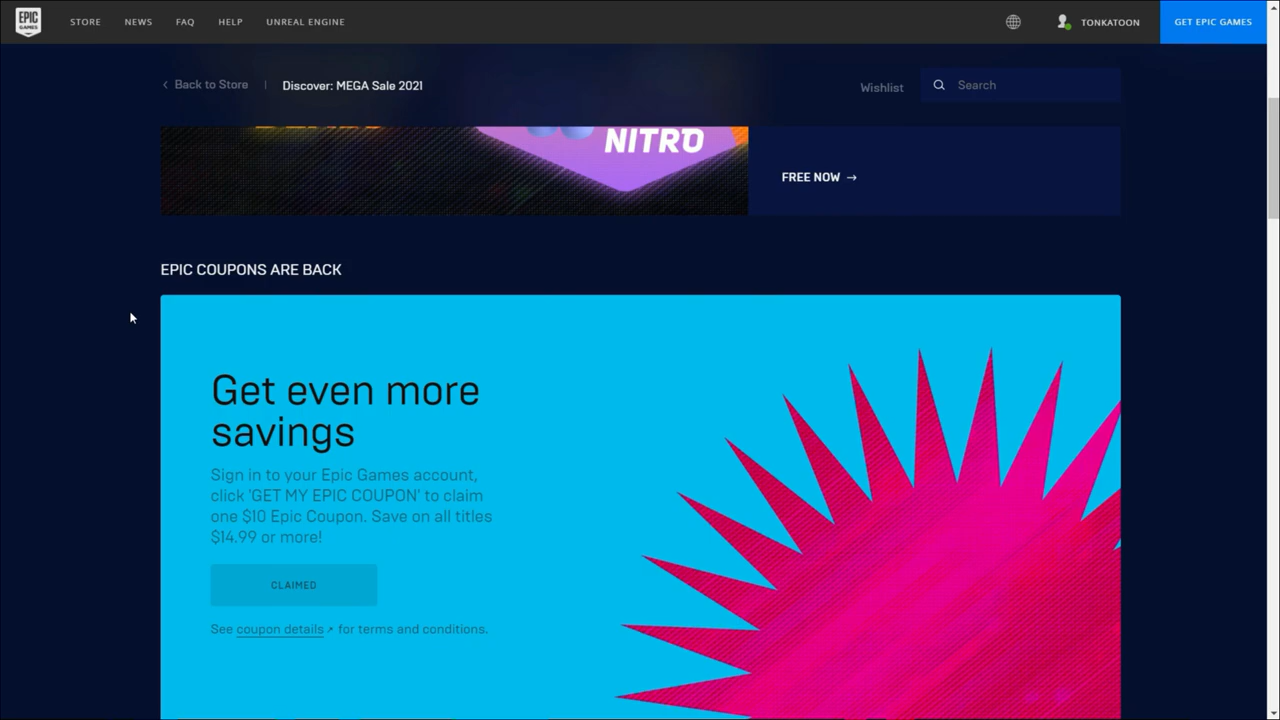 EPIC GAMES
STORE NEWS FAQ HELP UNREAL ENGINE TONKATOON GET EPIC GAMES
Back to Store Discover: MEGA Sale 2021 Wishlist Search
NITRO
FREE NOW →
EPIC COUPONS ARE BACK
Get even more
savings
Sign in to your Epic Games account,
click 'GET MY EPIC COUPON' to claim
one $10 Epic Coupon. Save on all titles
$14.99 or more!
CLAIMED
See coupon details for terms and conditions.